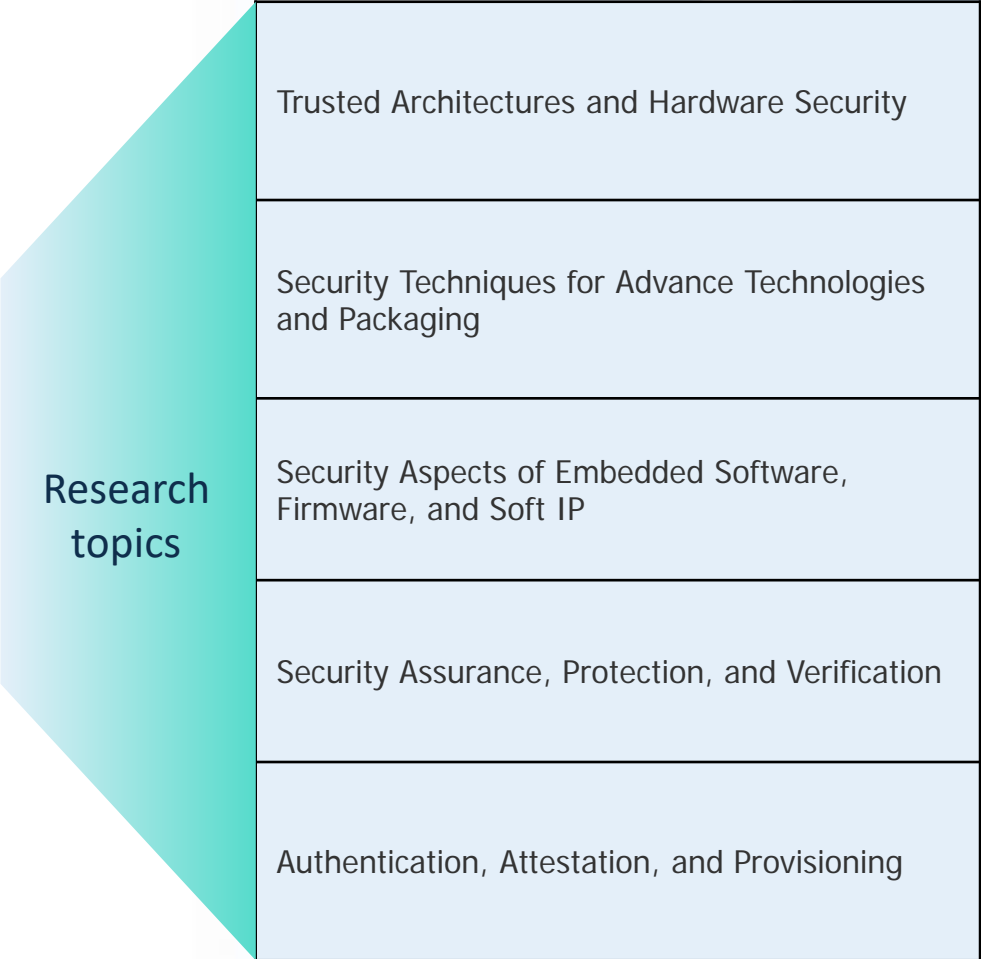 Research
topics
Trusted Architectures and Hardware Security
Security Techniques for Advance Technologies
and Packaging
Security Aspects of Embedded Software,
Firmware, and Soft IP
Security Assurance, Protection, and Verification
Authentication, Attestation, and Provisioning